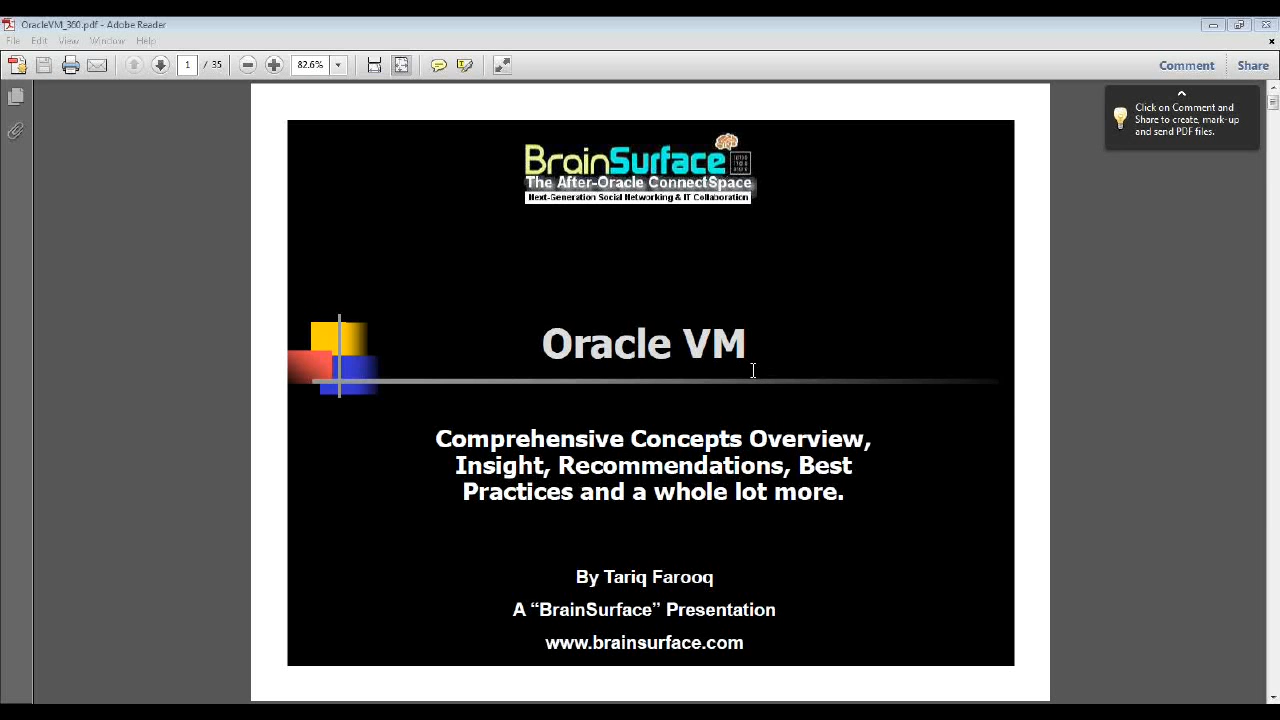 OracleVM_360.pdf - Adobe Reader
File Edit View Window Help
1 / 35 82.6% Comment Share
Click on Comment and
Share to create, mark-up
and send PDF files.
BrainSurface
The After-Oracle ConnectSpace
Next-Generation Social Networking & IT Collaboration
Oracle VM
Comprehensive Concepts Overview,
Insight, Recommendations, Best
Practices and a whole lot more.
By Tariq Farooq
A “BrainSurface” Presentation
www.brainsurface.com